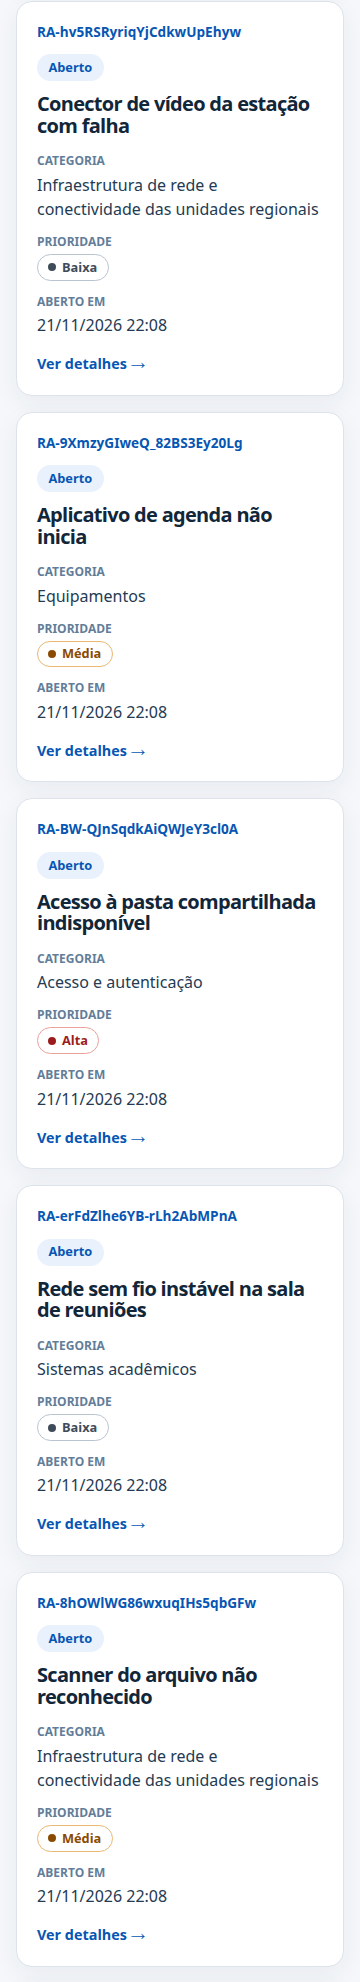 RA-hv5RSRyriqYjCdkwUpEhyw
Aberto
Conector de vídeo da estação
com falha
CATEGORIA
Infraestrutura de rede e
conectividade das unidades regionais
PRIORIDADE
Baixa
ABERTO EM
21/11/2026 22:08
Ver detalhes →
RA-9XmzyGIweQ_82BS3Ey20Lg
Aberto
Aplicativo de agenda não
inicia
CATEGORIA
Equipamentos
PRIORIDADE
Média
ABERTO EM
21/11/2026 22:08
Ver detalhes →
RA-BW-QJnSqdkAiQWJeY3cl0A
Aberto
Acesso à pasta compartilhada
indisponível
CATEGORIA
Acesso e autenticação
PRIORIDADE
Alta
ABERTO EM
21/11/2026 22:08
Ver detalhes →
RA-erFdZlhe6YB-rLh2AbMPnA
Aberto
Rede sem fio instável na sala
de reuniões
CATEGORIA
Sistemas acadêmicos
PRIORIDADE
Baixa
ABERTO EM
21/11/2026 22:08
Ver detalhes →
RA-8hOWlWG86wxuqIHs5qbGFw
Aberto
Scanner do arquivo não
reconhecido
CATEGORIA
Infraestrutura de rede e
conectividade das unidades regionais
PRIORIDADE
Média
ABERTO EM
21/11/2026 22:08
Ver detalhes →